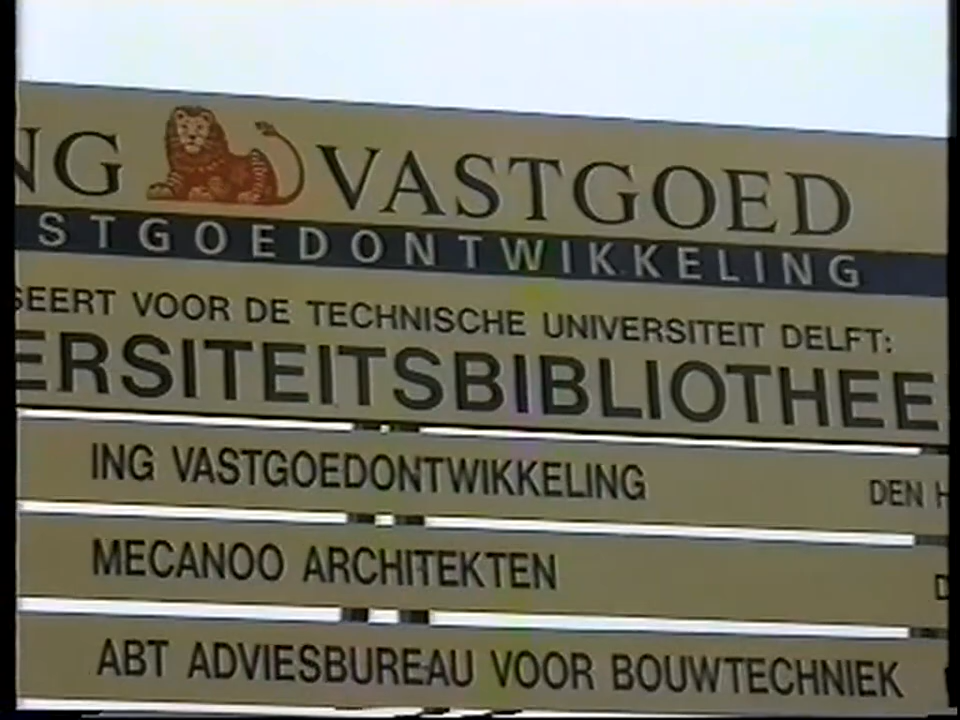 NG VASTGOED
STGOEDONTWIKKELING
SEERT VOOR DE TECHNISCHE UNIVERSITEIT DELFT:
ERSITEITSBIBLIOTHEE
ING VASTGOEDONTWIKKELING DEN H
MECANOO ARCHITEKTEN D
ABT ADVIESBUREAU VOOR BOUWTECHNIEK